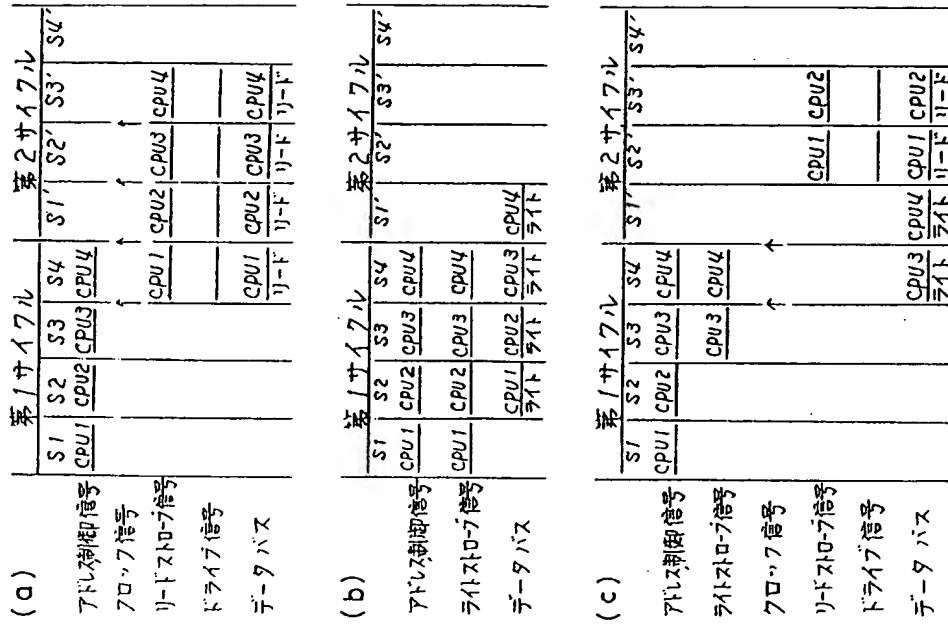 (a)
第1サイクル 第2サイクル
S1 S2 S3 S4 S1' S2' S3' S4'
アドレス制御信号 CPU1 CPU2 CPU3 CPU4
クロック信号
リードストローブ信号 CPU1 CPU2 CPU3 CPU4
ドライブ信号
データバス CPU1 CPU2 CPU3 CPU4
リード リード リード リード
(b)
第1サイクル 第2サイクル
S1 S2 S3 S4 S1' S2' S3' S4'
アドレス制御信号 CPU1 CPU2 CPU3 CPU4
ライトストローブ信号 CPU1 CPU2 CPU3 CPU4
データバス CPU1 CPU2 CPU3 CPU4
ライト ライト ライト ライト
(c)
第1サイクル 第2サイクル
S1 S2 S3 S4 S1' S2' S3' S4'
アドレス制御信号 CPU1 CPU2 CPU3 CPU4
ライトストローブ信号 CPU3 CPU4
クロック信号
リードストローブ信号 CPU1 CPU2
ドライブ信号
データバス CPU3 CPU4 CPU1 CPU2
ライト ライト リード リード